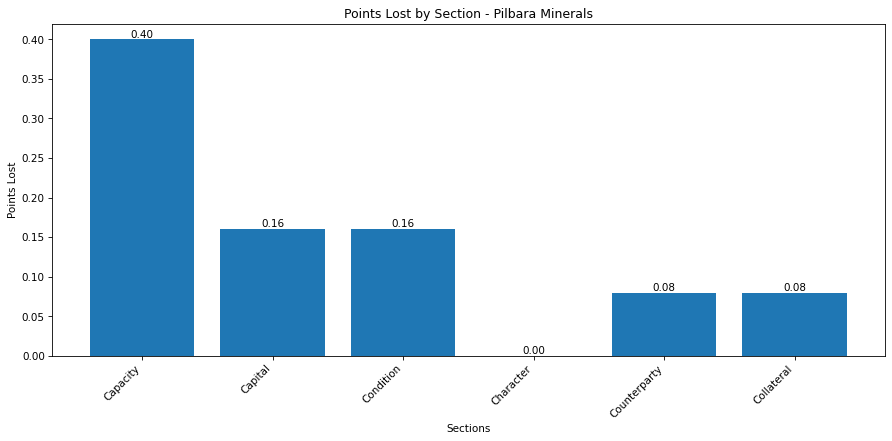 Points Lost by Section - Pilbara Minerals
Points Lost
0.40
0.35
0.30
0.25
0.20
0.15
0.10
0.05
0.00
0.40
0.16
0.16
0.00
0.08
0.08
Capacity
Capital
Condition
Character
Counterparty
Collateral
Sections